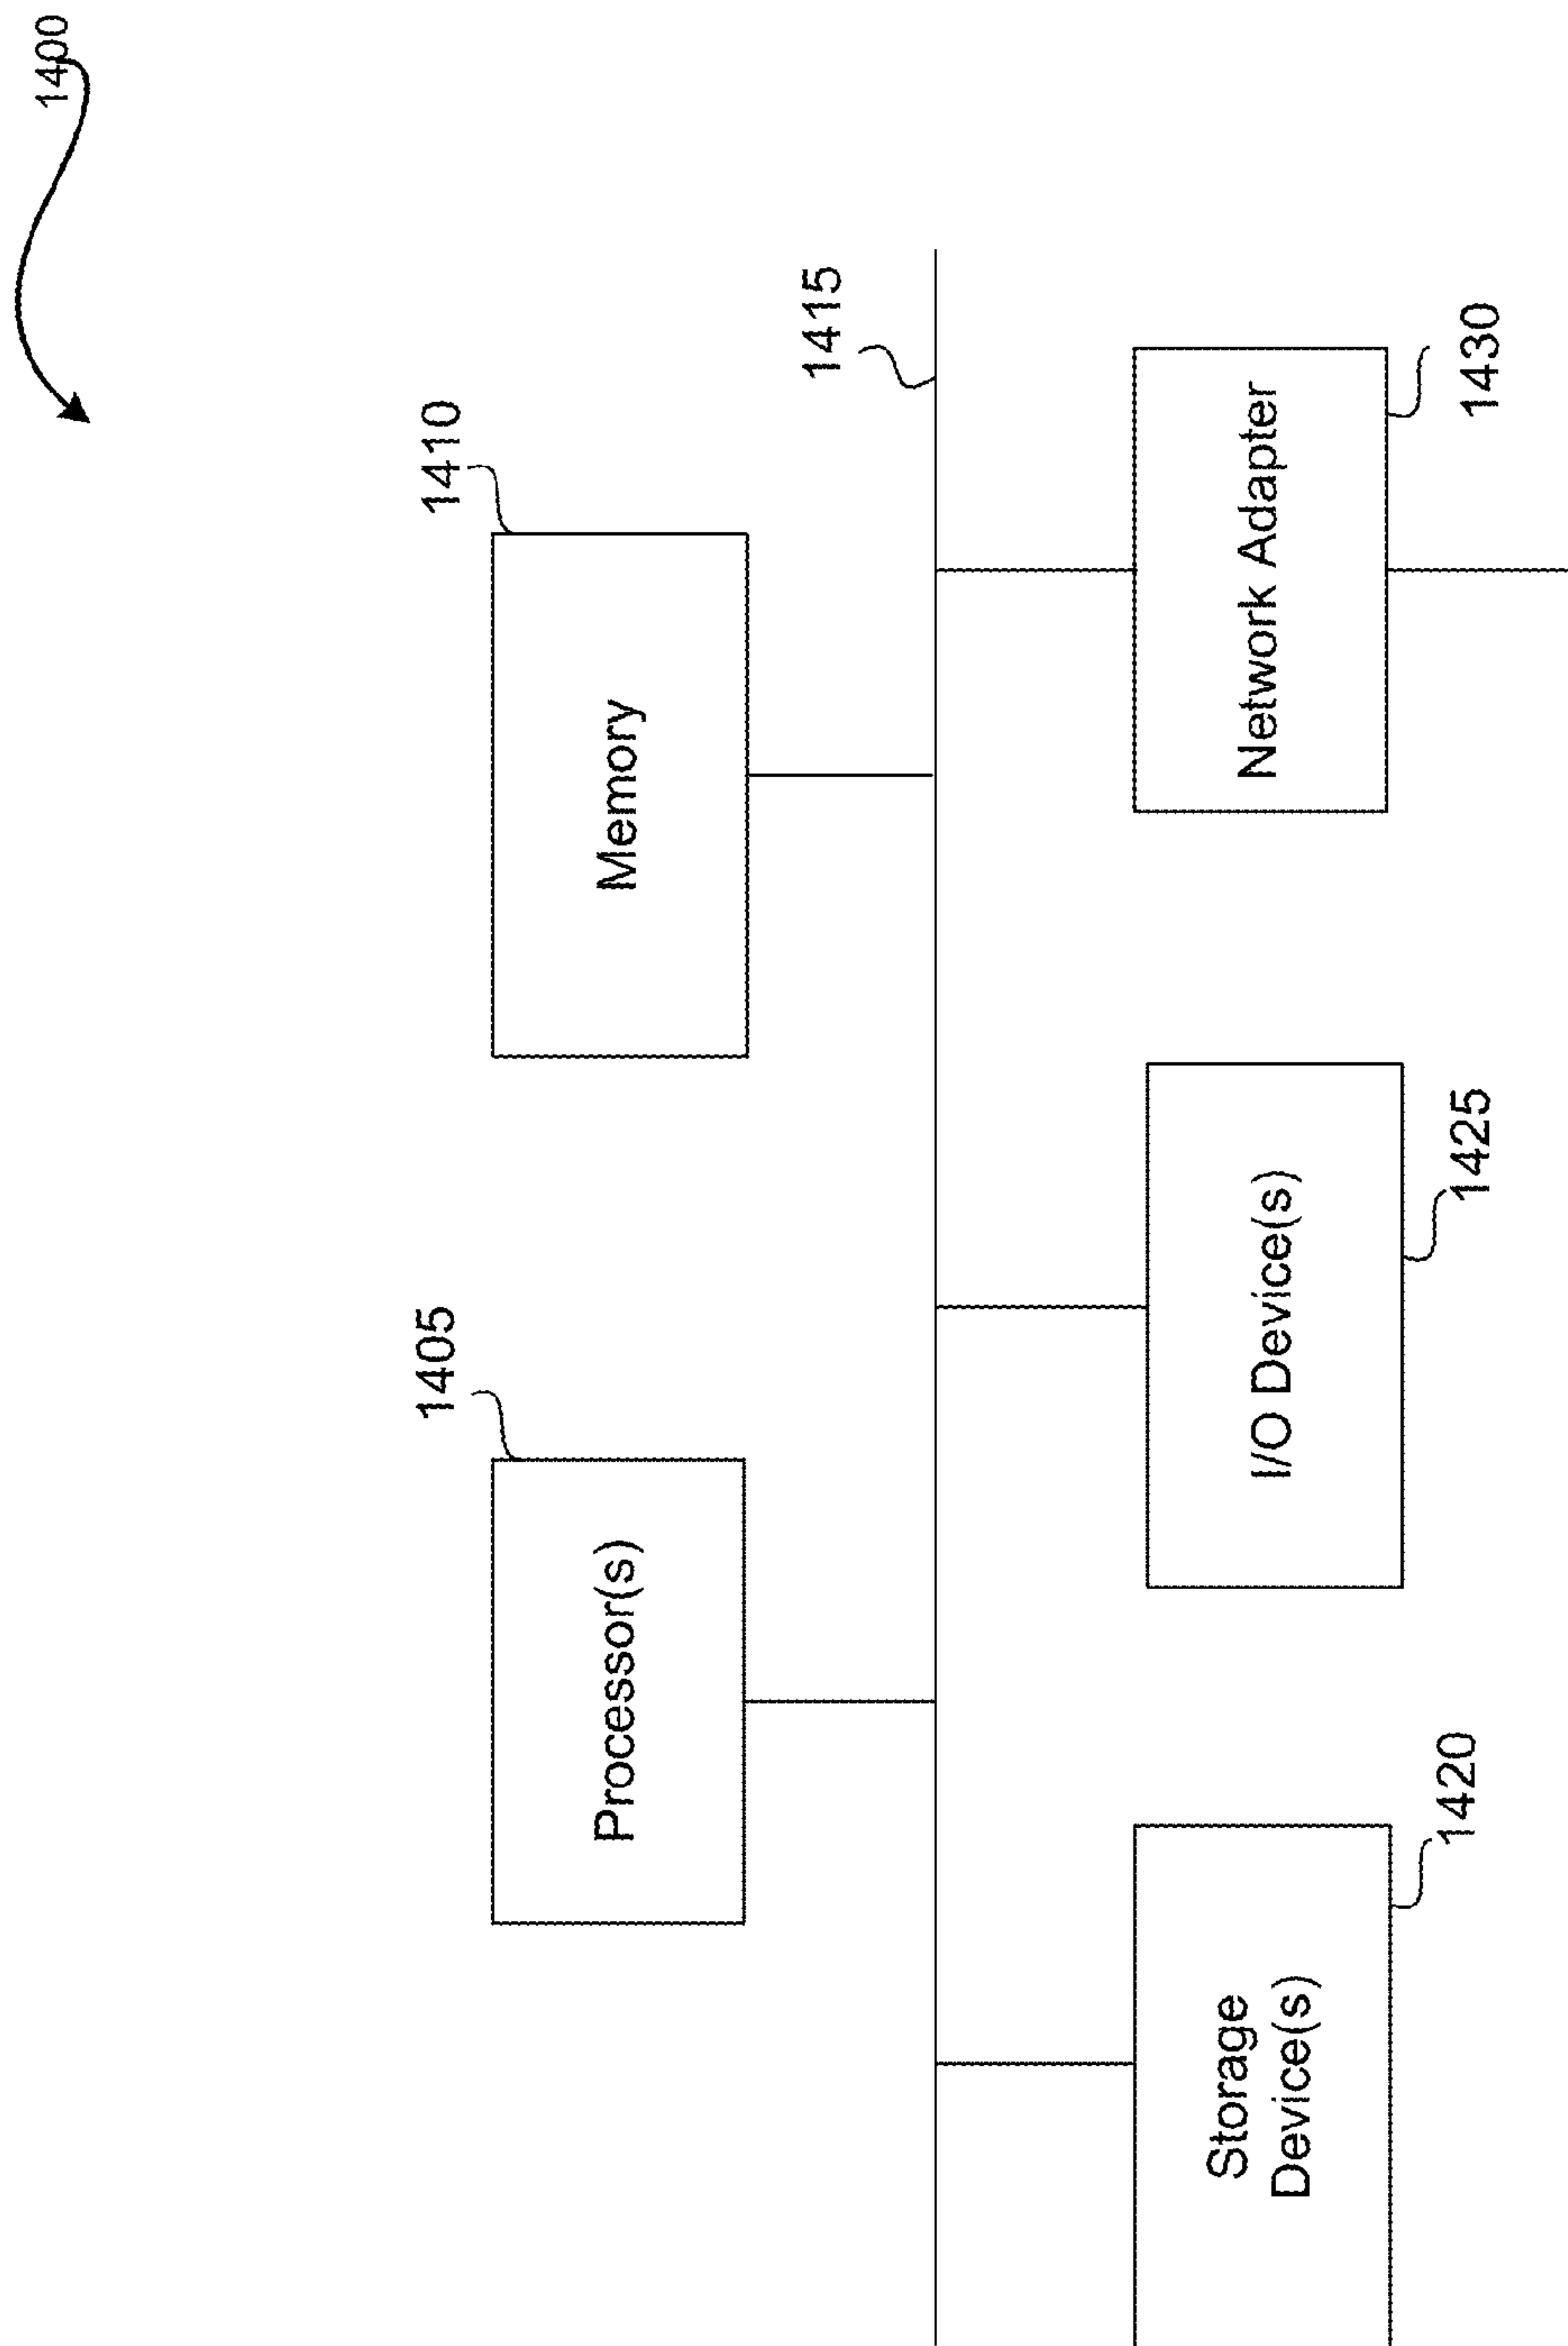 1400
1405
1410
Processor(s)
Memory
1415
Storage
Device(s)
I/O Device(s)
Network Adapter
1420
1425
1430